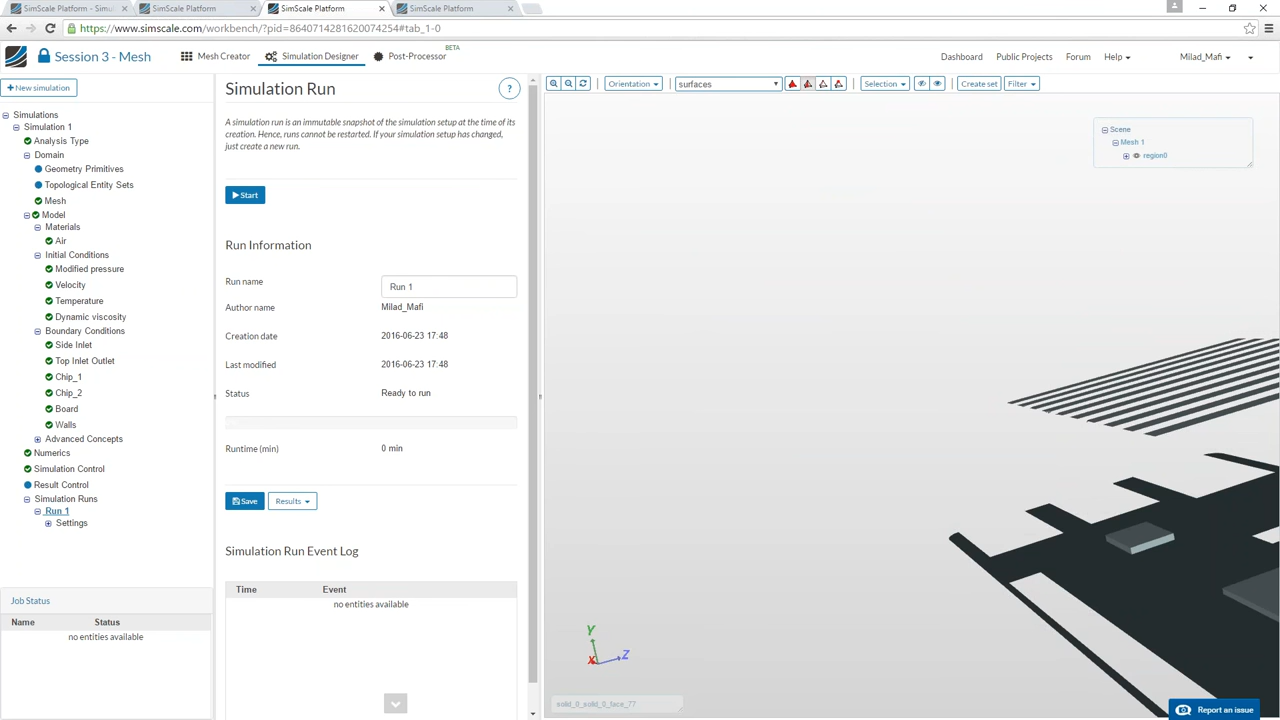 SimScale Platform - Simu
SimScale Platform
SimScale Platform
SimScale Platform
https://www.simscale.com/workbench/?pid=8640714281620074254#tab_1-0
Session 3 - Mesh
Mesh Creator
Simulation Designer
Post-Processor
BETA
Dashboard
Public Projects
Forum
Help
Milad_Mafi
New simulation
Simulations
Simulation 1
Analysis Type
Domain
Geometry Primitives
Topological Entity Sets
Mesh
Model
Materials
Air
Initial Conditions
Modified pressure
Velocity
Temperature
Dynamic viscosity
Boundary Conditions
Side Inlet
Top Inlet Outlet
Chip_1
Chip_2
Board
Walls
Advanced Concepts
Numerics
Simulation Control
Result Control
Simulation Runs
Run 1
Settings
Job Status
Name Status
no entities available
Simulation Run
?
A simulation run is an immutable snapshot of the simulation setup at the time of its
creation. Hence, runs cannot be restarted. If your simulation setup has changed,
just create a new run.
Start
Run Information
Run name Run 1
Author name Milad_Mafi
Creation date 2016-06-23 17:48
Last modified 2016-06-23 17:48
Status Ready to run
Runtime (min) 0 min
Save Results
Simulation Run Event Log
Time Event
no entities available
Orientation
surfaces
Selection
Create set
Filter
Scene
Mesh 1
region0
Y
X
Z
solid_0_solid_0_face_77
Report an issue